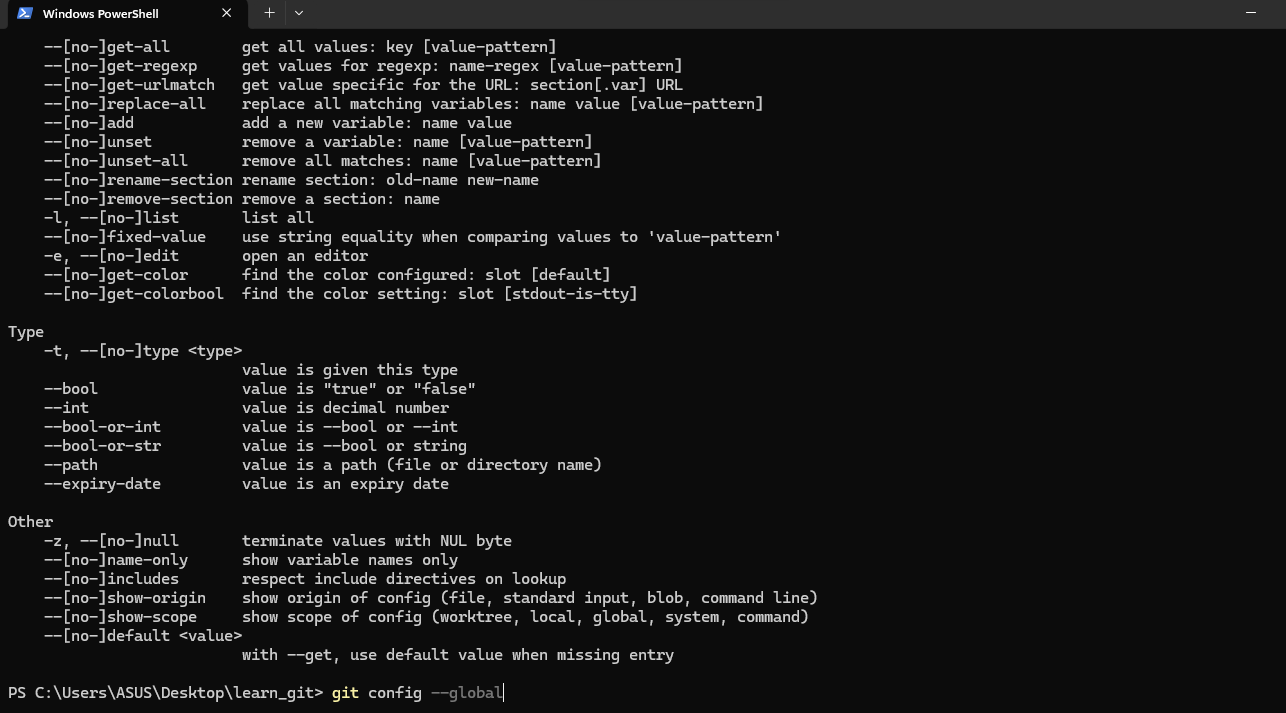 Windows PowerShell
--[no-]get-all get all values: key [value-pattern]
--[no-]get-regexp get values for regexp: name-regex [value-pattern]
--[no-]get-urlmatch get value specific for the URL: section[.var] URL
--[no-]replace-all replace all matching variables: name value [value-pattern]
--[no-]add add a new variable: name value
--[no-]unset remove a variable: name [value-pattern]
--[no-]unset-all remove all matches: name [value-pattern]
--[no-]rename-section rename section: old-name new-name
--[no-]remove-section remove a section: name
-l, --[no-]list list all
--[no-]fixed-value use string equality when comparing values to 'value-pattern'
-e, --[no-]edit open an editor
--[no-]get-color find the color configured: slot [default]
--[no-]get-colorbool find the color setting: slot [stdout-is-tty]
Type
-t, --[no-]type <type>
value is given this type
--bool value is "true" or "false"
--int value is decimal number
--bool-or-int value is --bool or --int
--bool-or-str value is --bool or string
--path value is a path (file or directory name)
--expiry-date value is an expiry date
Other
-z, --[no-]null terminate values with NUL byte
--[no-]name-only show variable names only
--[no-]includes respect include directives on lookup
--[no-]show-origin show origin of config (file, standard input, blob, command line)
--[no-]show-scope show scope of config (worktree, local, global, system, command)
--[no-]default <value>
with --get, use default value when missing entry
PS C:\Users\ASUS\Desktop\learn_git> git config --global